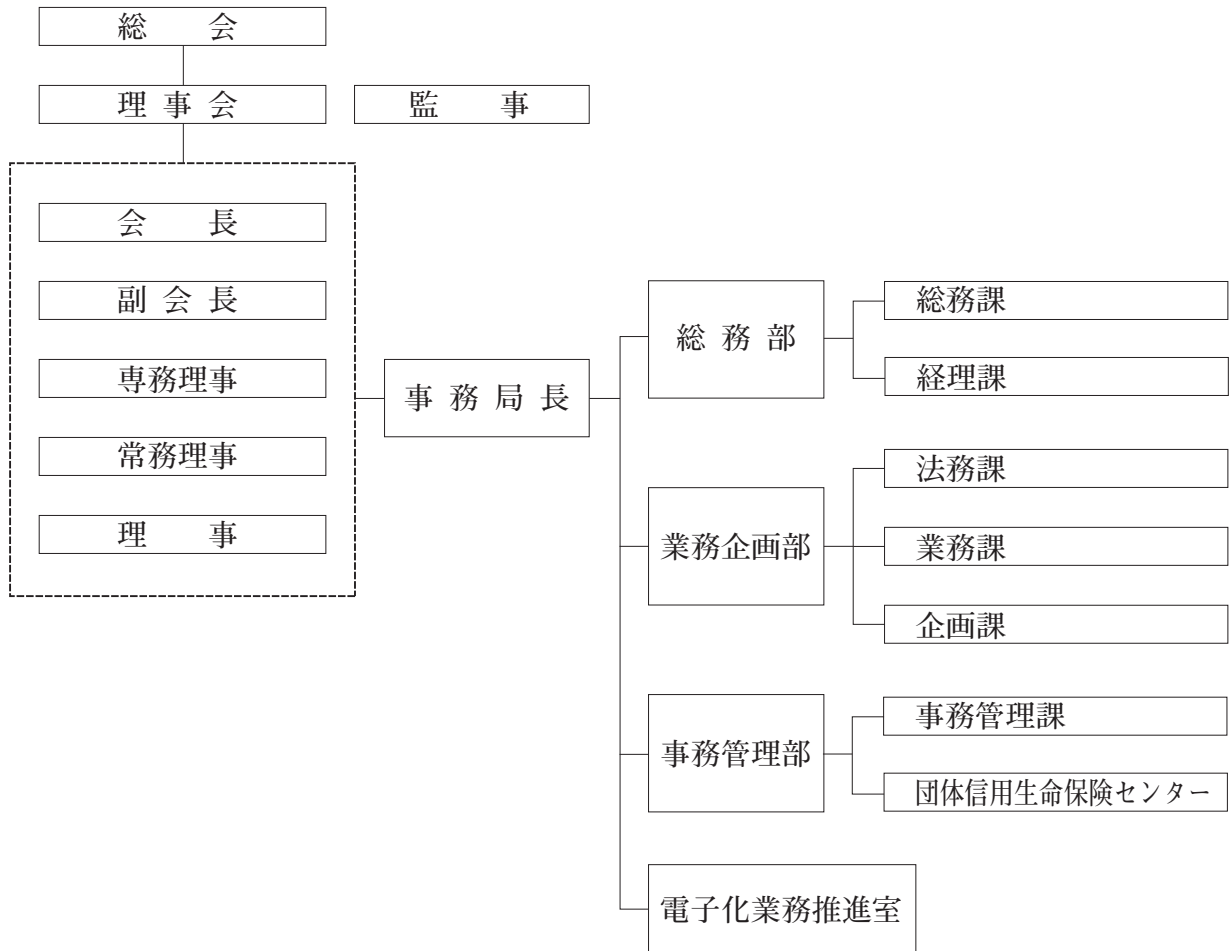 総会
理事会
監事
会長
副会長
専務理事
常務理事
理事
事務局長
総務部
総務課
経理課
業務企画部
法務課
業務課
企画課
事務管理部
事務管理課
団体信用生命保険センター
電子化業務推進室